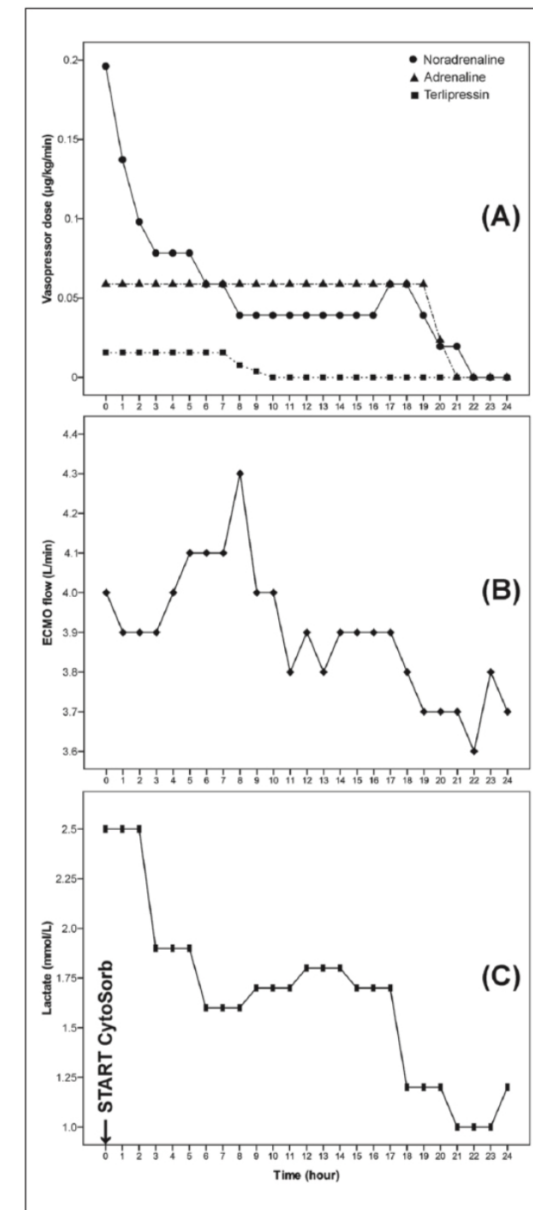 0.2
0.15
0.1
0.05
0
Vasopressor dose (µg/kg/min)
Noradrenaline
Adrenaline
Terlipressin
(A)
0 1 2 3 4 5 6 7 8 9 10 11 12 13 14 15 16 17 18 19 20 21 22 23 24
4.4
4.3
4.2
4.1
4.0
3.9
3.8
3.7
3.6
ECMO flow (L/min)
(B)
0 1 2 3 4 5 6 7 8 9 10 11 12 13 14 15 16 17 18 19 20 21 22 23 24
2.5
2.25
2.0
1.75
1.5
1.25
1.0
Lactate (mmol/L)
START CytoSorb
(C)
0 1 2 3 4 5 6 7 8 9 10 11 12 13 14 15 16 17 18 19 20 21 22 23 24
Time (hour)